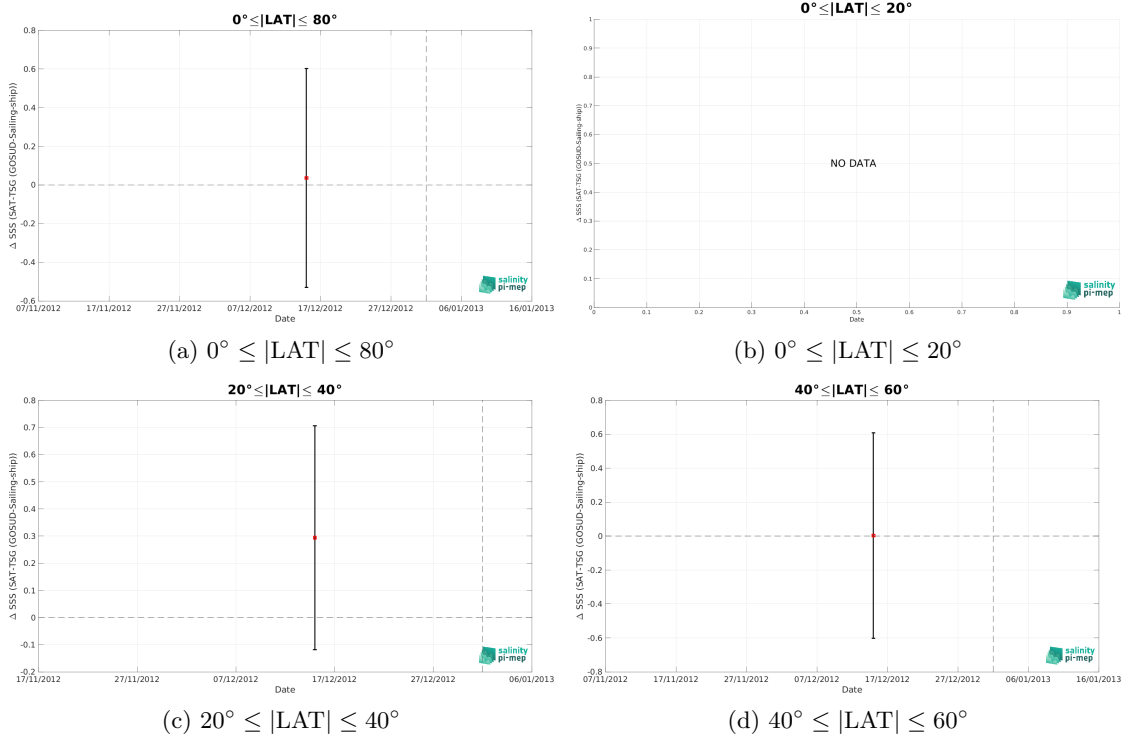 0°≤|LAT|≤ 80°
0.8
0.6
0.4
0.2
0
-0.2
-0.4
-0.6
Δ SSS (SAT-TSG (GOSUD-Sailing-ship))
07/11/2012 17/11/2012 27/11/2012 07/12/2012 17/12/2012 27/12/2012 06/01/2013 16/01/2013
Date
salinity
pi-mep
(a) 0° ≤ |LAT| ≤ 80°
0°≤|LAT|≤ 20°
1
0.9
0.8
0.7
0.6
0.5
0.4
0.3
0.2
0.1
0
Δ SSS (SAT-TSG (GOSUD-Sailing-ship))
NO DATA
0 0.1 0.2 0.3 0.4 0.5 0.6 0.7 0.8 0.9 1
Date
salinity
pi-mep
(b) 0° ≤ |LAT| ≤ 20°
20°≤|LAT|≤ 40°
0.8
0.7
0.6
0.5
0.4
0.3
0.2
0.1
0
-0.1
-0.2
Δ SSS (SAT-TSG (GOSUD-Sailing-ship))
17/11/2012 27/11/2012 07/12/2012 17/12/2012 27/12/2012 06/01/2013
Date
salinity
pi-mep
(c) 20° ≤ |LAT| ≤ 40°
40°≤|LAT|≤ 60°
0.8
0.6
0.4
0.2
0
-0.2
-0.4
-0.6
-0.8
Δ SSS (SAT-TSG (GOSUD-Sailing-ship))
07/11/2012 17/11/2012 27/11/2012 07/12/2012 17/12/2012 27/12/2012 06/01/2013 16/01/2013
Date
salinity
pi-mep
(d) 40° ≤ |LAT| ≤ 60°